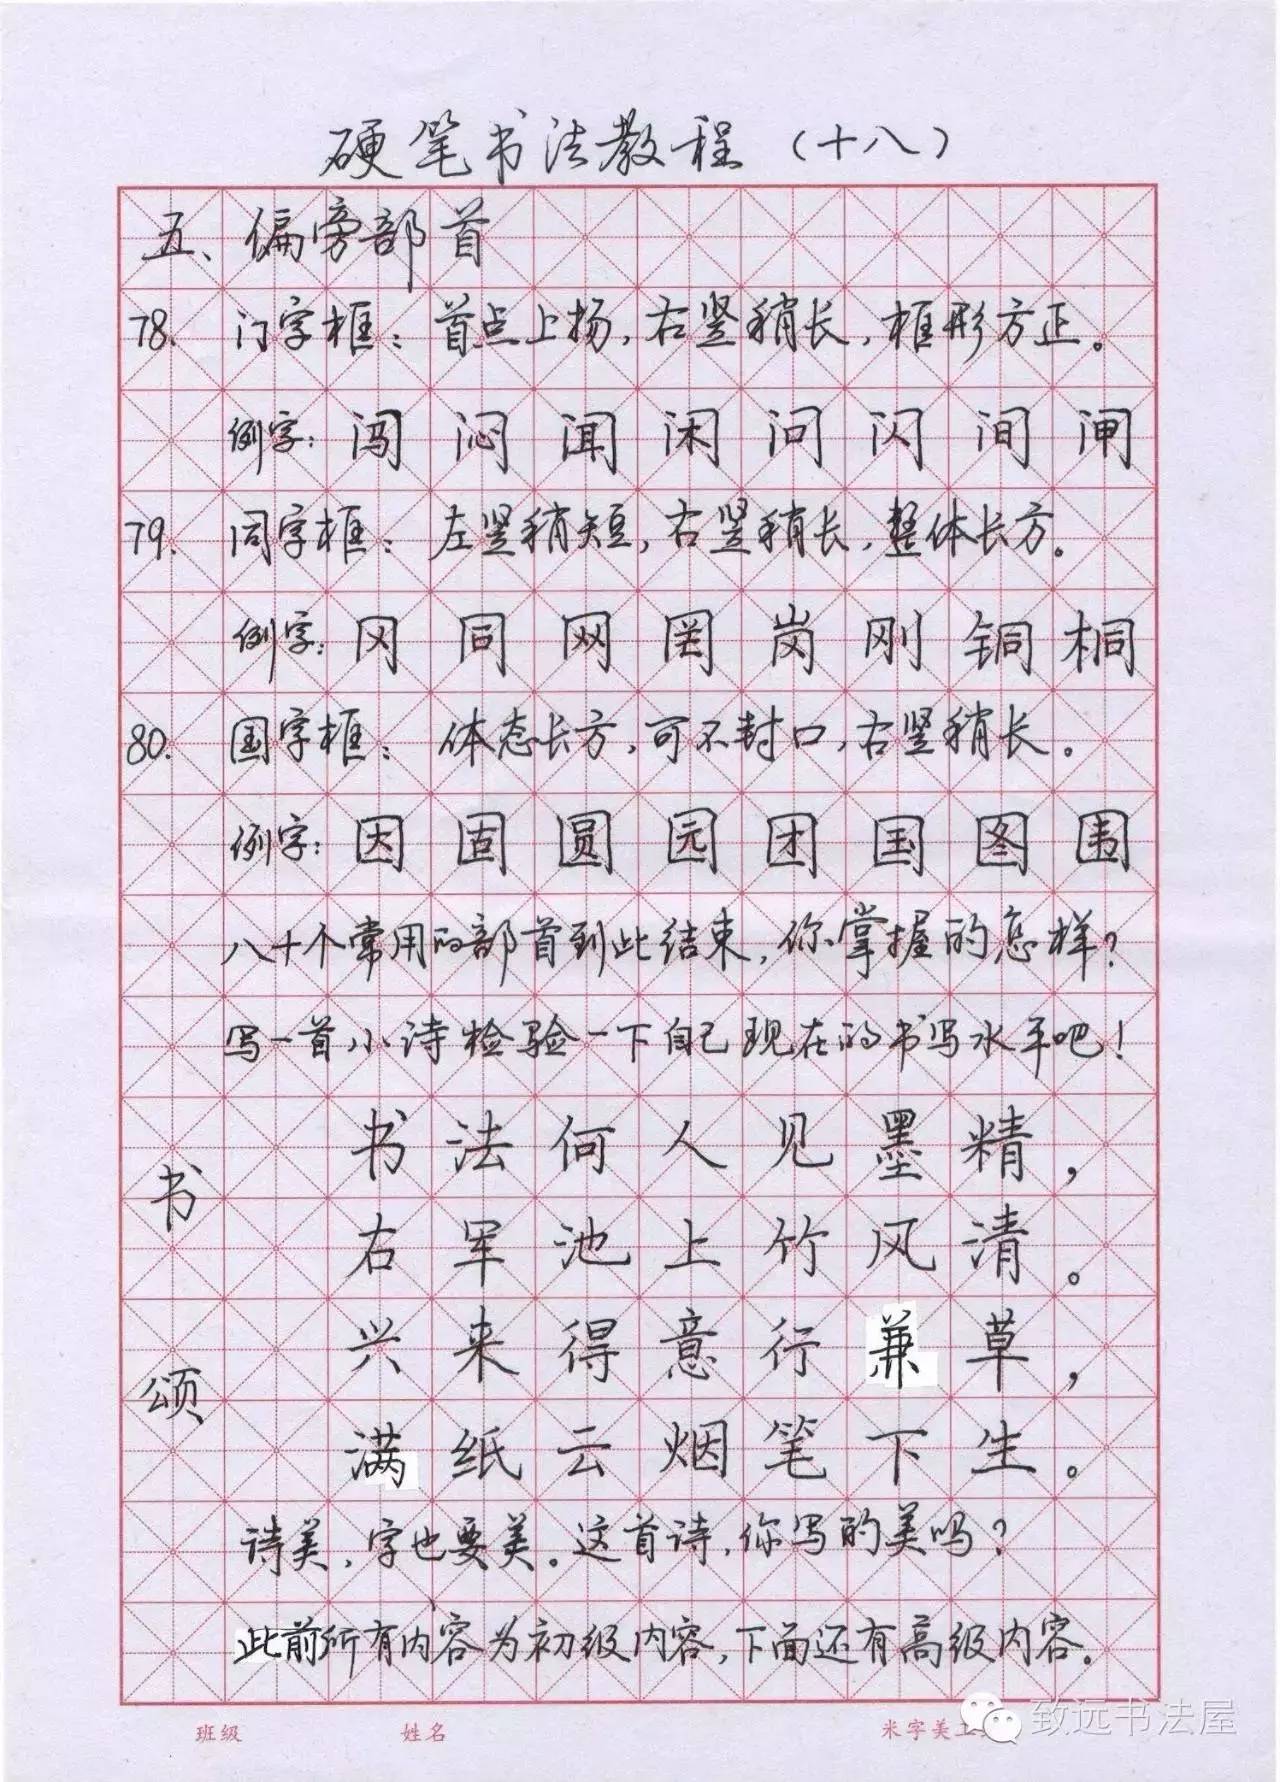 硬笔书法教程（十八）
五、偏旁部首
78. 门字框：首点上扬，右竖稍长，框形方正。
例字：闯 闷 闻 闲 问 闪 间 闸
79. 同字框：左竖稍短，右竖稍长，整体长方。
例字：冈 同 网 罔 岗 刚 铜 桐
80. 国字框：体态长方，可不封口，右竖稍长。
例字：因 固 圆 园 团 国 图 围
八十个常用的部首到此结束，你掌握的怎样？
写一首小诗检验一下自己现在的书写水平吧！
书颂
书法何人见墨精，
右军池上竹风清。
兴来得意行兼草，
满纸云烟笔下生。
诗美，字也要美。这首诗，你写的美吗？
此前所有内容为初级内容，下面还有高级内容。
班级 姓名 米字美工
致远书法屋